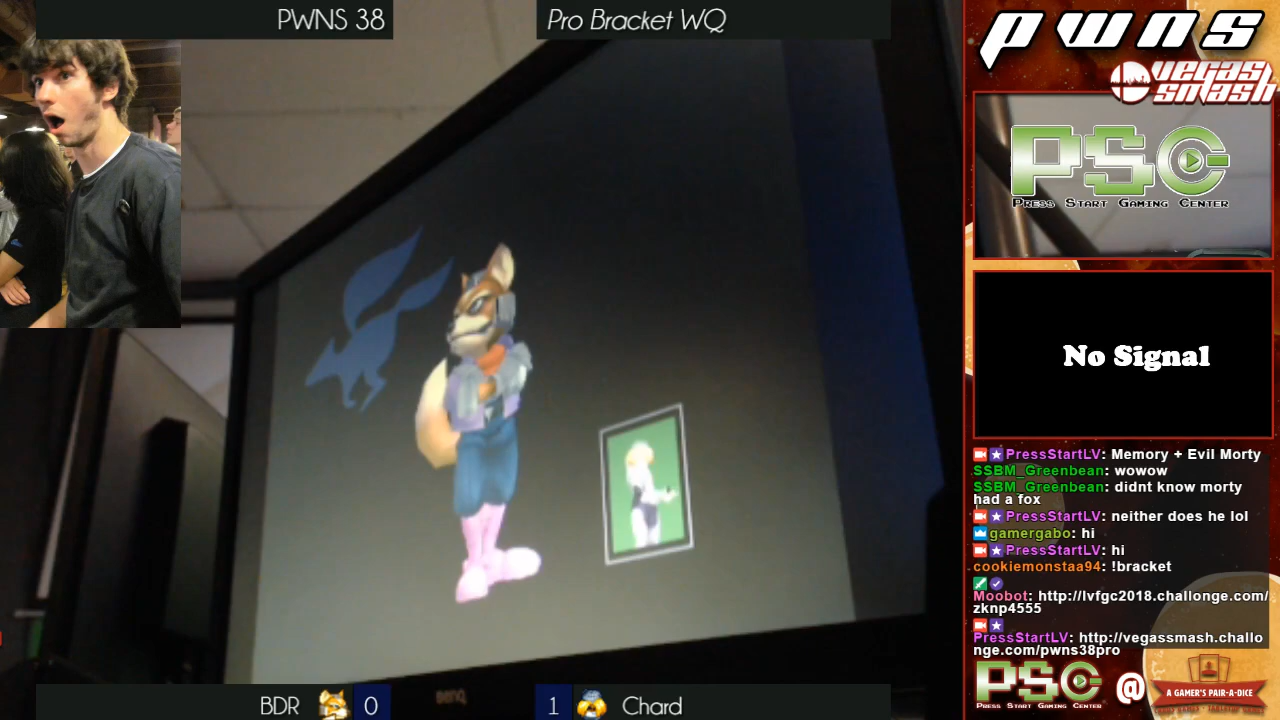 PWNS 38
Pro Bracket WQ
PWNS
VEGAS
SMASH
PSG
PRESS START GAMING CENTER
No Signal
PressStartLV: Memory + Evil Morty
SSBM_Greenbean: wowow
SSBM_Greenbean: didnt know morty
had a fox
PressStartLV: neither does he lol
gamergabo: hi
PressStartLV: hi
cookiemonstaa94: !bracket
Moobot: http://lvfgc2018.challonge.com/
zknp4555
PressStartLV: http://vegassmash.challo
nge.com/pwns38pro
PSG
PRESS START GAMING CENTER
@
A GAMER'S PAIR-A-DICE
BDR 0
1 Chard
BenQ